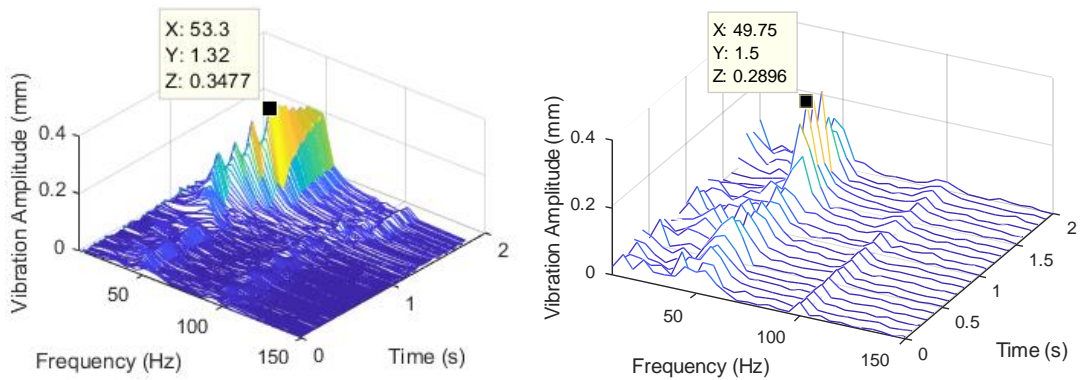 X: 53.3
Y: 1.32
Z: 0.3477
Vibration Amplitude (mm)
0.4
0.2
0
50
100
150
Frequency (Hz)
0
1
2
Time (s)
X: 49.75
Y: 1.5
Z: 0.2896
Vibration Amplitude (mm)
0.4
0.2
0
50
100
150
Frequency (Hz)
0
0.5
1
1.5
2
Time (s)